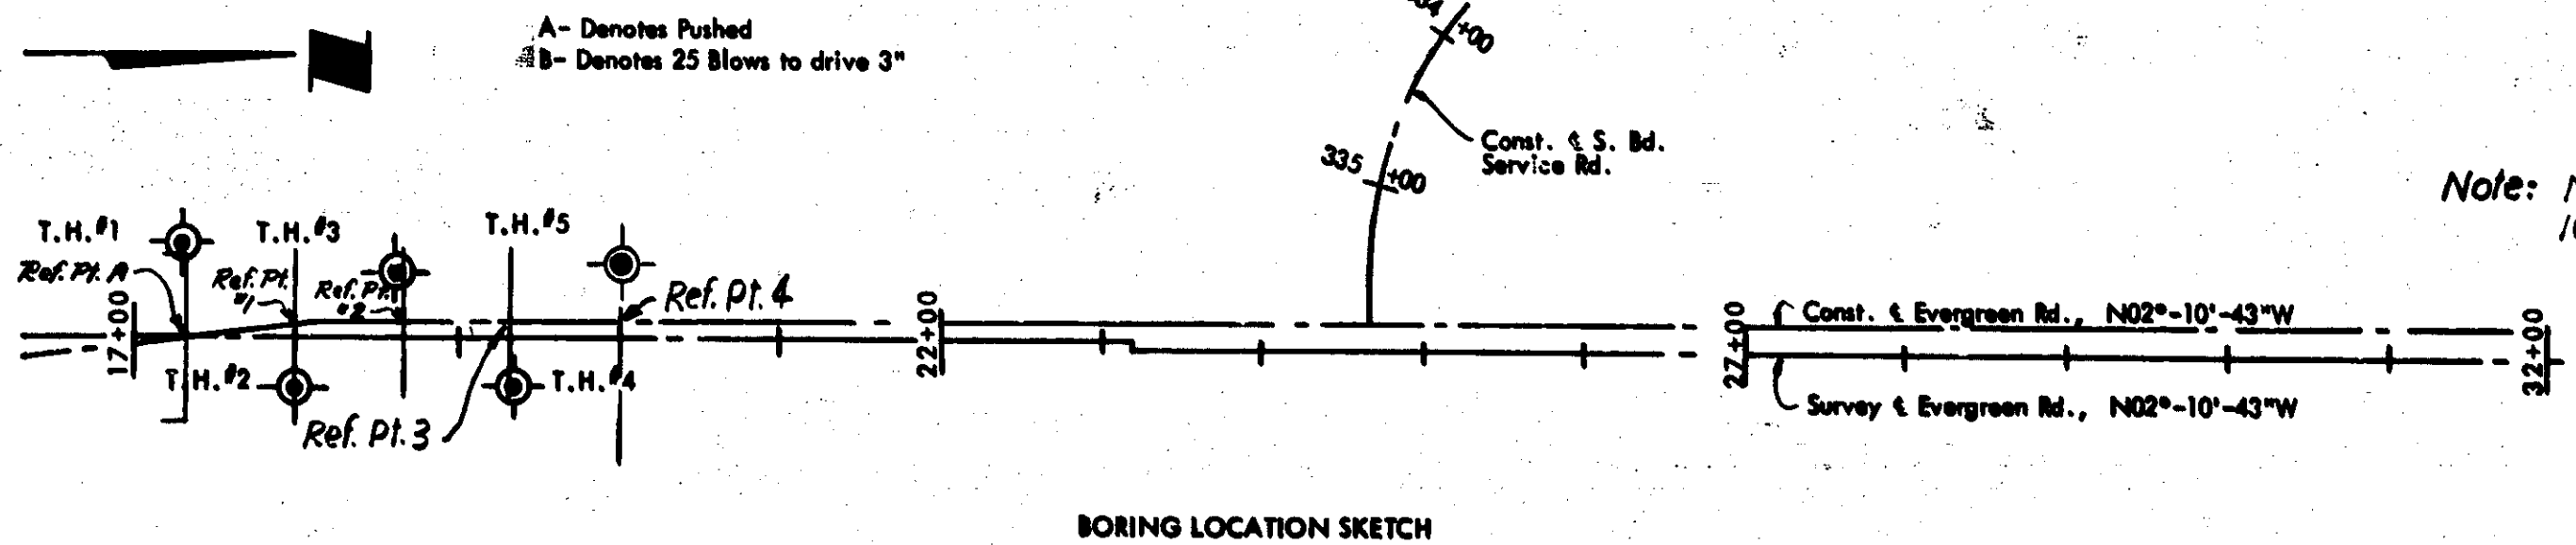 A- Denotes Pushed
B- Denotes 25 Blows to drive 3"
+00
Const. ℄ S. Bd.
Service Rd.
335 +00
Note:
T.H.#1
T.H.#3
T.H.#5
Ref. Pt. A
Ref. Pt. #1
Ref. Pt. #2
Ref. Pt. 4
17+00
22+00
27+00
32+00
Const. ℄ Evergreen Rd., N02°-10'-43"W
T.H.#2
T.H.#4
Survey ℄ Evergreen Rd., N02°-10'-43"W
Ref. Pt. 3
BORING LOCATION SKETCH